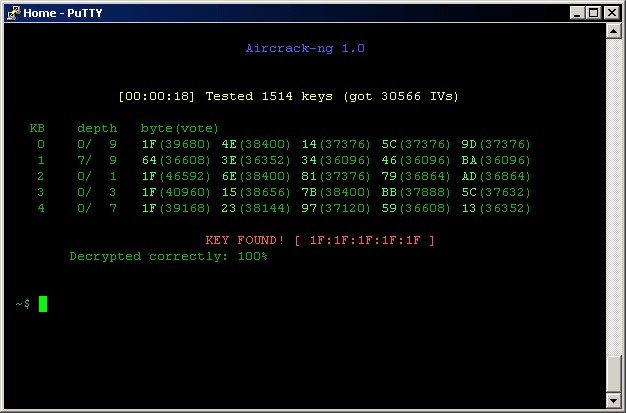 Home - PuTTY
Aircrack-ng 1.0
[00:00:18] Tested 1514 keys (got 30566 IVs)
KB depth byte(vote)
0 0/ 9 1F(39680) 4E(38400) 14(37376) 5C(37376) 9D(37376)
1 7/ 9 64(36608) 3E(36352) 34(36096) 46(36096) BA(36096)
2 0/ 1 1F(46592) 6E(38400) 81(37376) 79(36864) AD(36864)
3 0/ 3 1F(40960) 15(38656) 7B(38400) BB(37888) 5C(37632)
4 0/ 7 1F(39168) 23(38144) 97(37120) 59(36608) 13(36352)
KEY FOUND! [ 1F:1F:1F:1F:1F ]
Decrypted correctly: 100%
~$